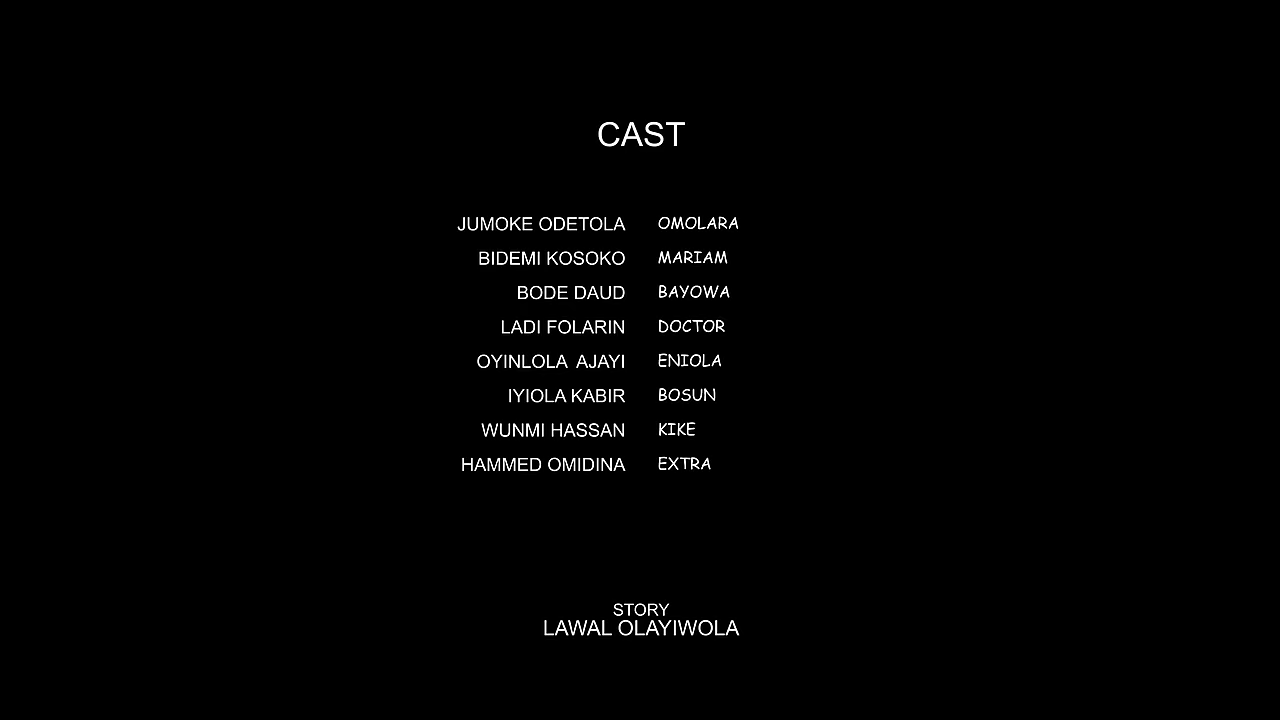 CAST
JUMOKE ODETOLA OMOLARA
BIDEMI KOSOKO MARIAM
BODE DAUD BAYOWA
LADI FOLARIN DOCTOR
OYINLOLA AJAYI ENIOLA
IYIOLA KABIR BOSUN
WUNMI HASSAN KIKE
HAMMED OMIDINA EXTRA
STORY
LAWAL OLAYIWOLA